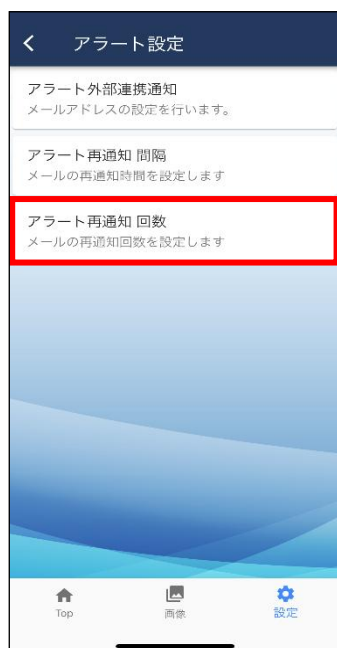 アラート設定
アラート外部連携通知
メールアドレスの設定を行います。
アラート再通知 間隔
メールの再通知時間を設定します
アラート再通知 回数
メールの再通知回数を設定します
Top 画像 設定